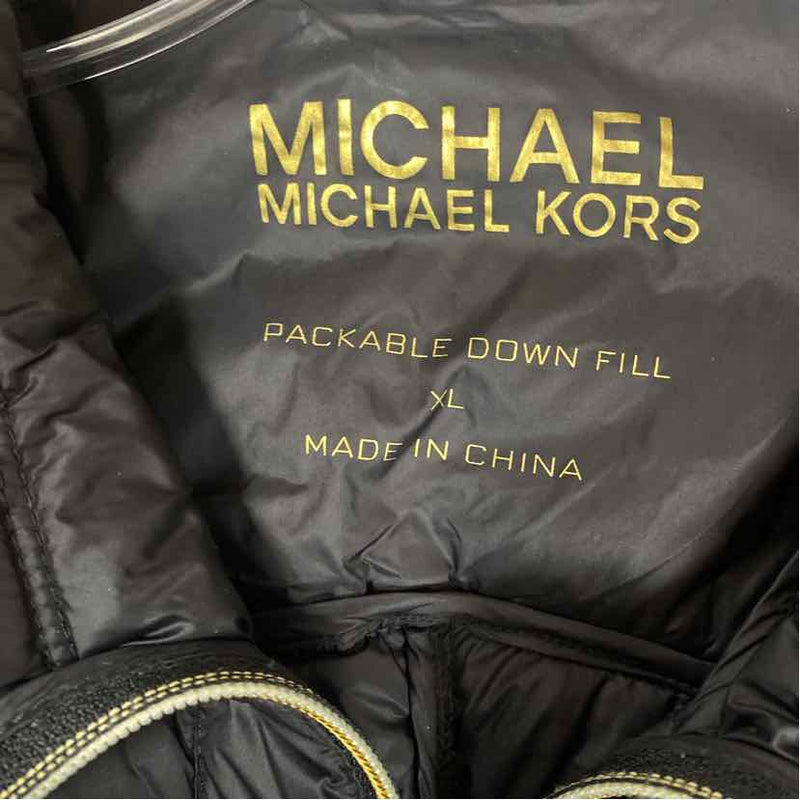 MICHAEL
MICHAEL KORS
PACKABLE DOWN FILL
XL
MADE IN CHINA